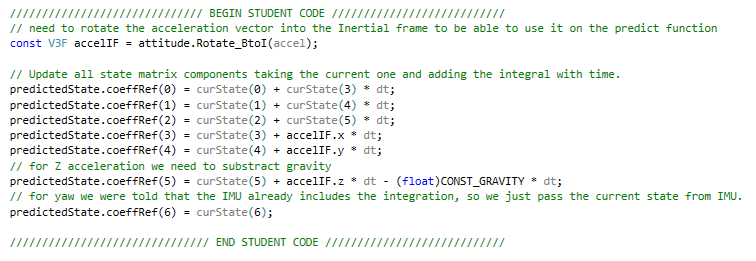 ////////////////////////////// BEGIN STUDENT CODE ///////////////////////////
// need to rotate the acceleration vector into the Inertial frame to be able to use it on the predict function
const V3F accelIF = attitude.Rotate_BtoI(accel);
// Update all state matrix components taking the current one and adding the integral with time.
predictedState.coeffRef(0) = curState(0) + curState(3) * dt;
predictedState.coeffRef(1) = curState(1) + curState(4) * dt;
predictedState.coeffRef(2) = curState(2) + curState(5) * dt;
predictedState.coeffRef(3) = curState(3) + accelIF.x * dt;
predictedState.coeffRef(4) = curState(4) + accelIF.y * dt;
// for Z acceleration we need to substract gravity
predictedState.coeffRef(5) = curState(5) + accelIF.z * dt - (float)CONST_GRAVITY * dt;
// for yaw we were told that the IMU already includes the integration, so we just pass the current state from IMU.
predictedState.coeffRef(6) = curState(6);
/////////////////////////////// END STUDENT CODE ////////////////////////////